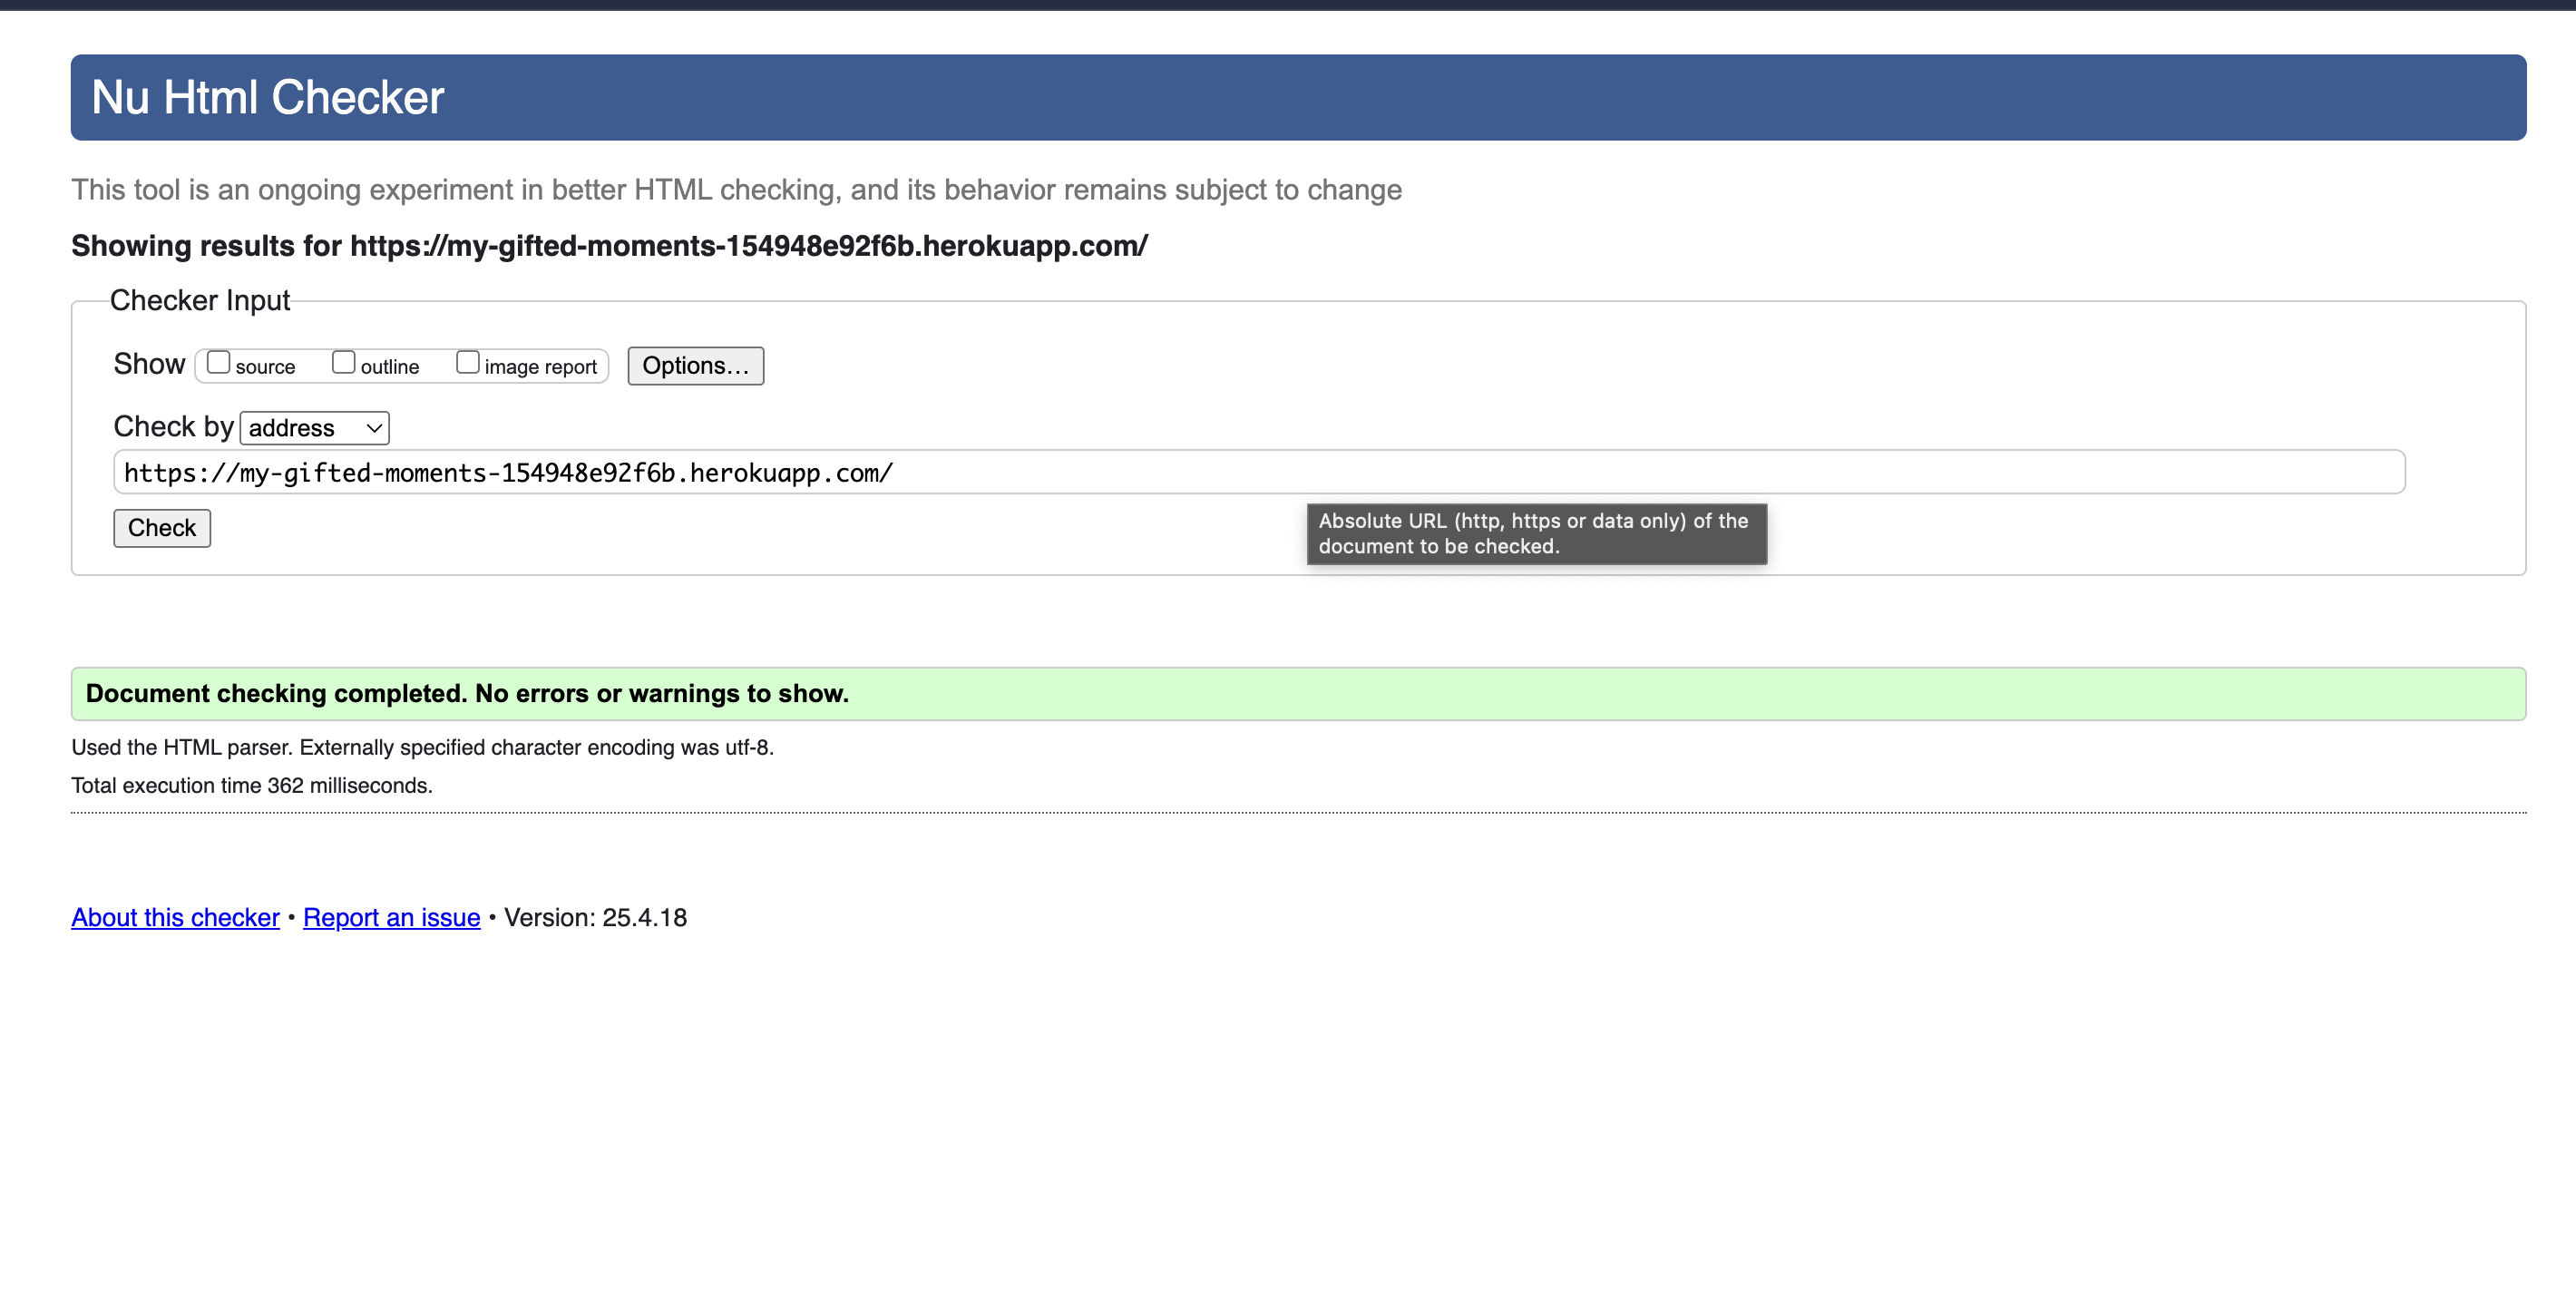 Nu Html Checker
This tool is an ongoing experiment in better HTML checking, and its behavior remains subject to change
Showing results for https://my-gifted-moments-154948e92f6b.herokuapp.com/
Checker Input
Show source outline image report Options...
Check by address
https://my-gifted-moments-154948e92f6b.herokuapp.com/
Check
Absolute URL (http, https or data only) of the
document to be checked.
Document checking completed. No errors or warnings to show.
Used the HTML parser. Externally specified character encoding was utf-8.
Total execution time 362 milliseconds.
About this checker • Report an issue • Version: 25.4.18